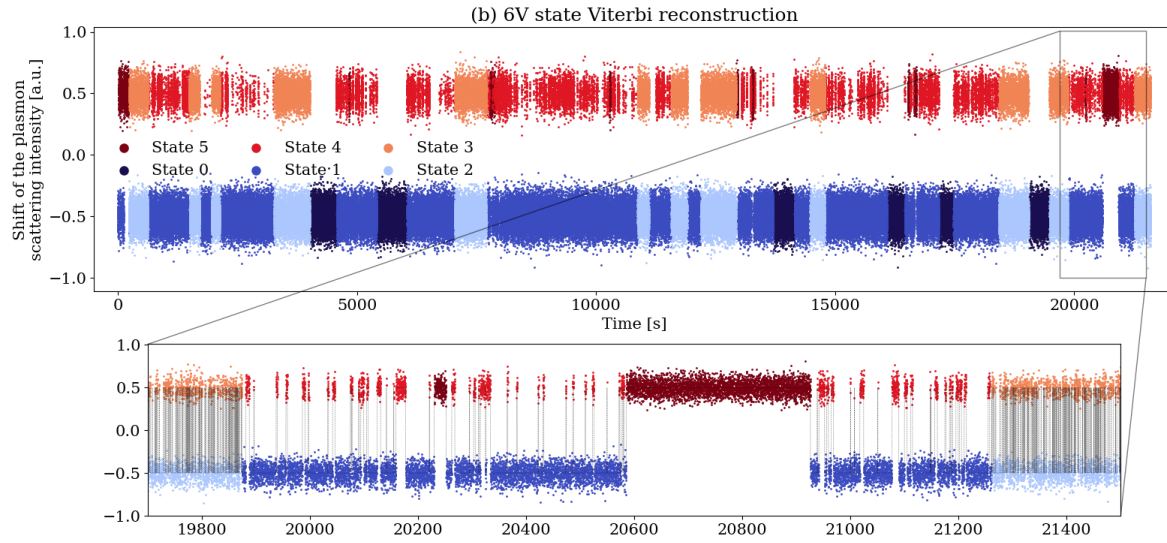 (b) 6V state Viterbi reconstruction
Shift of the plasmon
scattering intensity [a.u.]
1.0
0.5
0.0
−0.5
−1.0
State 5 State 4 State 3
State 0 State 1 State 2
0 5000 10000 15000 20000
Time [s]
1.0
0.5
0.0
−0.5
−1.0
19800 20000 20200 20400 20600 20800 21000 21200 21400